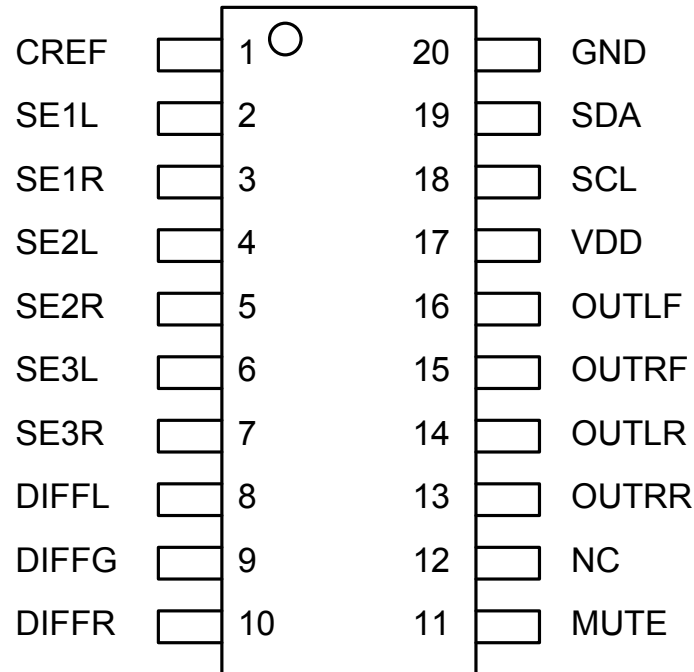 CREF 1 20 GND
SE1L 2 19 SDA
SE1R 3 18 SCL
SE2L 4 17 VDD
SE2R 5 16 OUTLF
SE3L 6 15 OUTRF
SE3R 7 14 OUTLR
DIFFL 8 13 OUTRR
DIFFG 9 12 NC
DIFFR 10 11 MUTE